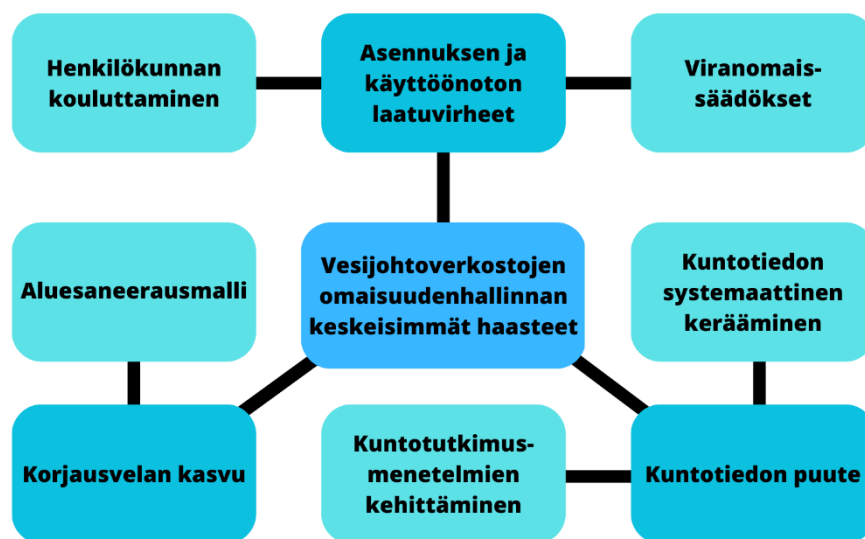 Henkilökunnan
kouluttaminen
Asennuksen ja
käyttöönoton
laatuvirheet
Viranomais-
säädökset
Aluesaneerausmalli
Vesijohtoverkostojen
omaisuudenhallinnan
keskeisimmät haasteet
Kuntotiedon
systemaattinen
kerääminen
Korjausvelan kasvu
Kuntotutkimus-
menetelmien
kehittäminen
Kuntotiedon puute